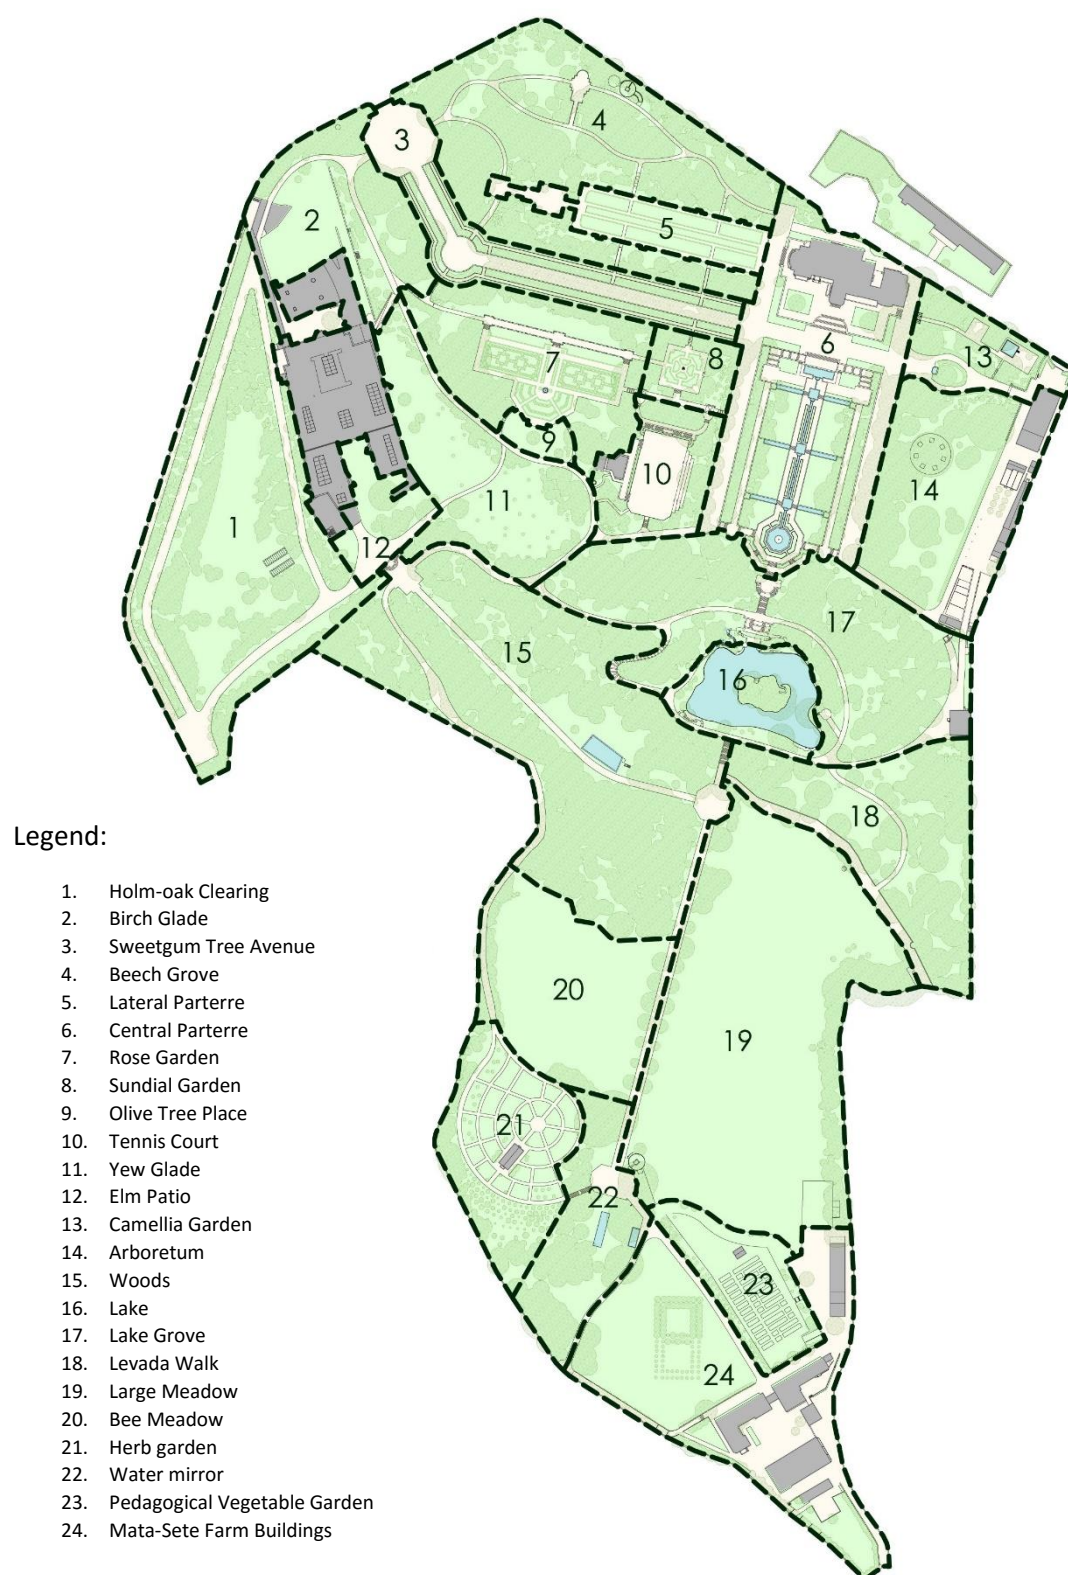 3
4
2
5
6
13
7
8
9
10
14
11
1
12
17
15
16
18
Legend:
1. Holm-oak Clearing
2. Birch Glade
3. Sweetgum Tree Avenue
4. Beech Grove
5. Lateral Parterre
6. Central Parterre
7. Rose Garden
8. Sundial Garden
9. Olive Tree Place
10. Tennis Court
11. Yew Glade
12. Elm Patio
13. Camellia Garden
14. Arboretum
15. Woods
16. Lake
17. Lake Grove
18. Levada Walk
19. Large Meadow
20. Bee Meadow
21. Herb garden
22. Water mirror
23. Pedagogical Vegetable Garden
24. Mata-Sete Farm Buildings
20
19
21
22
23
24